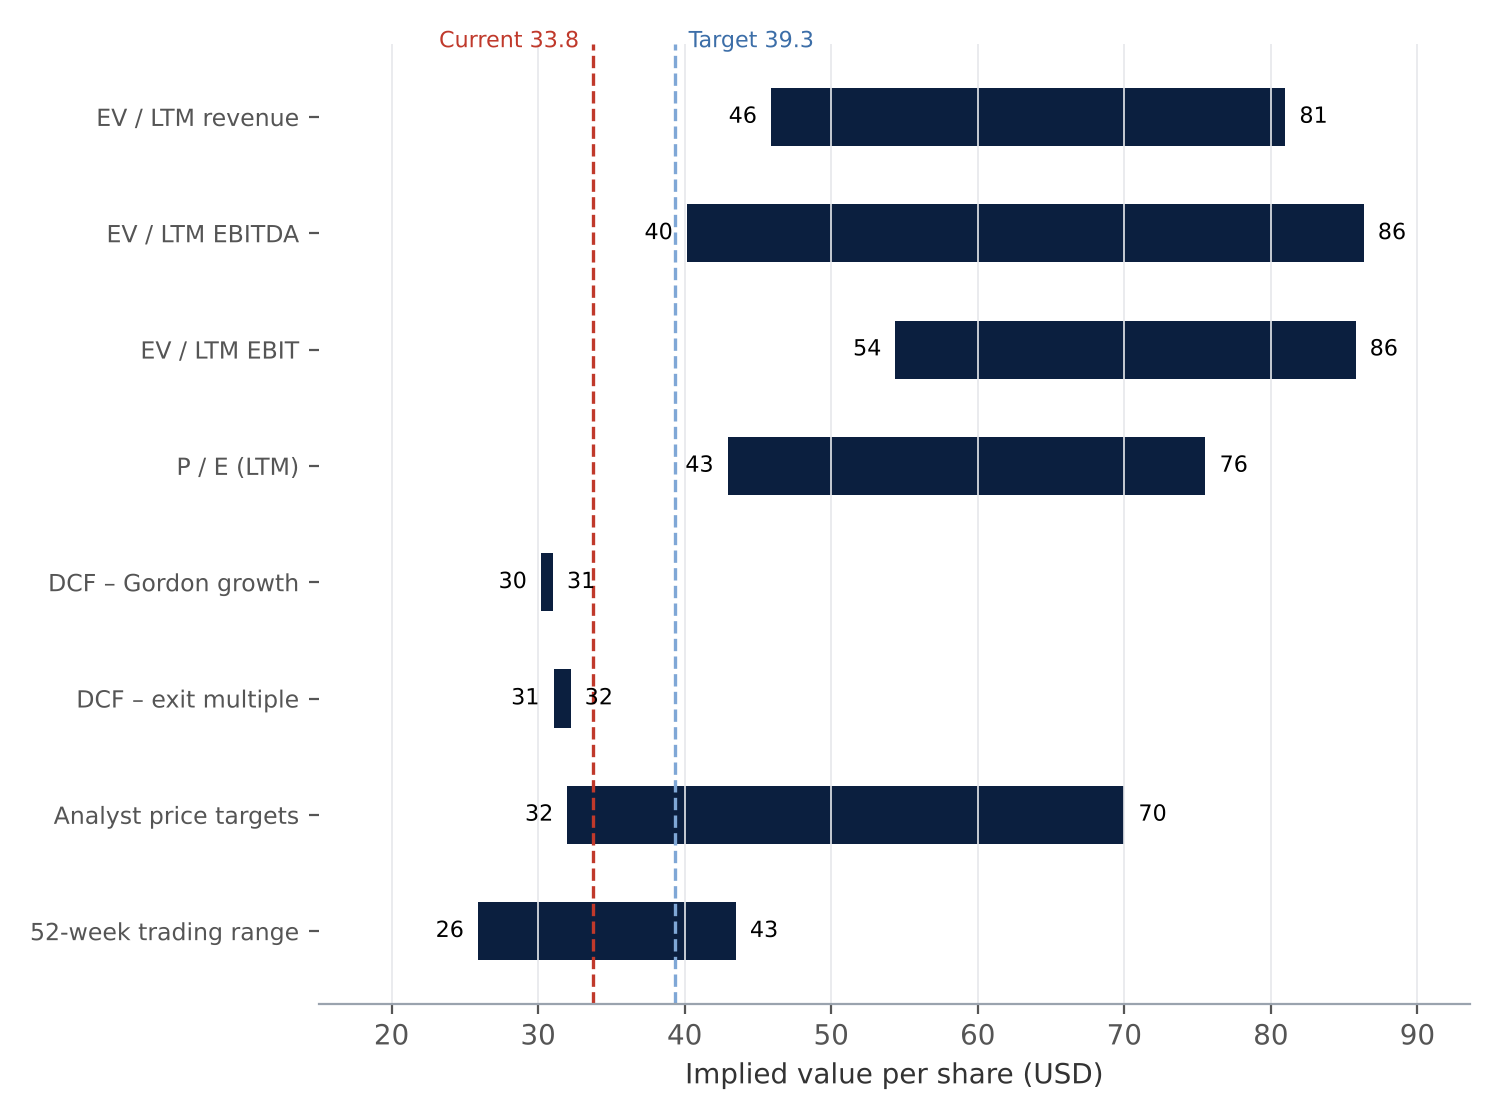 Current 33.8 Target 39.3
EV / LTM revenue 46 81
EV / LTM EBITDA 40 86
EV / LTM EBIT 54 86
P / E (LTM) 43 76
DCF – Gordon growth 30 31
DCF – exit multiple 31 32
Analyst price targets 32 70
52-week trading range 26 43
20 30 40 50 60 70 80 90
Implied value per share (USD)